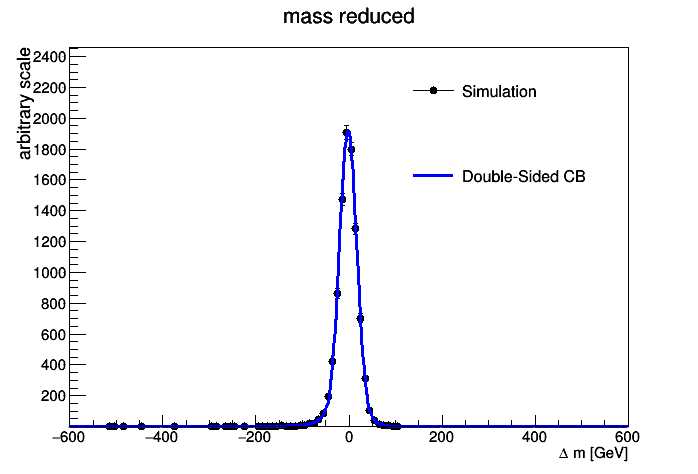 mass reduced
arbitrary scale
2400
2200
2000
1800
1600
1400
1200
1000
800
600
400
200
Simulation
Double-Sided CB
−600 −400 −200 0 200 400 600
Δ m [GeV]